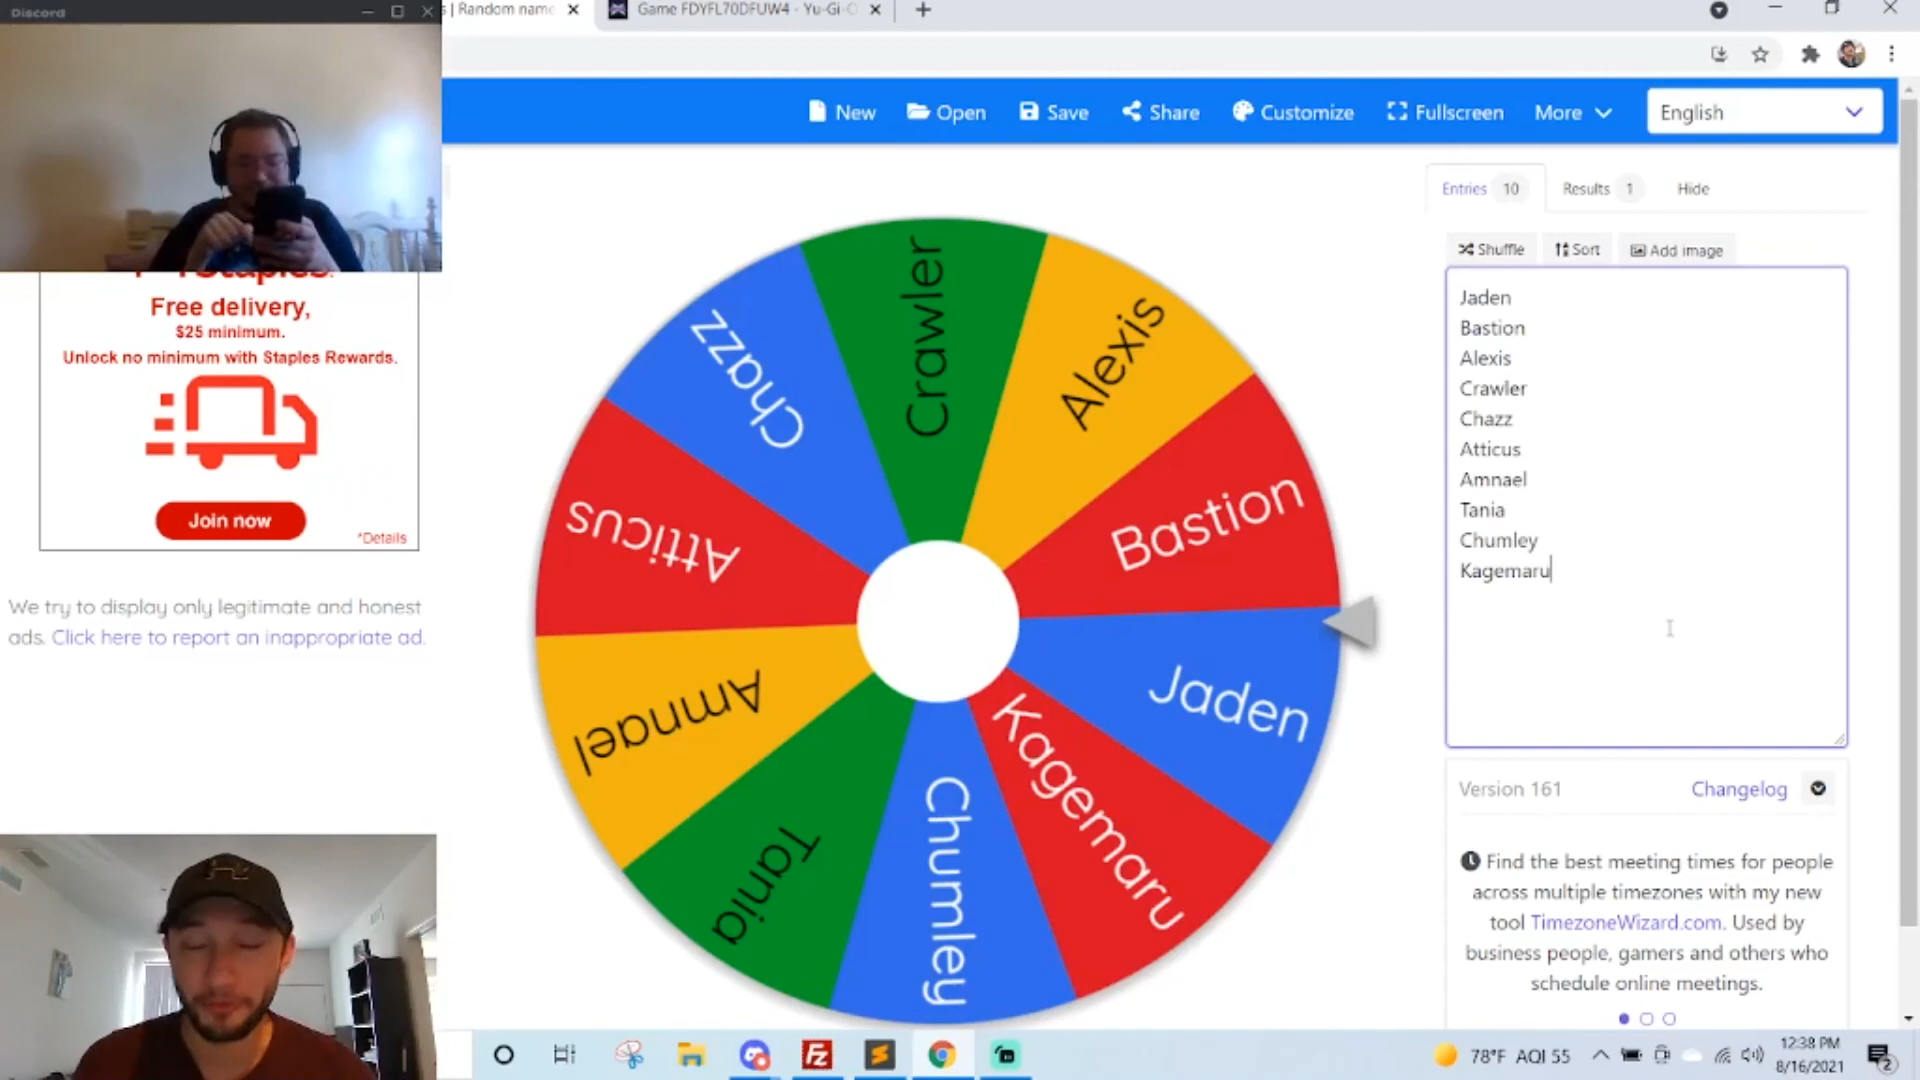 Discord
| Random name
Game FDYFL70DFUW4 - Yu-Gi-O
New
Open
Save
Share
Customize
Fullscreen
More
English
Entries 10
Results 1
Hide
Shuffle
Sort
Add image
Jaden
Bastion
Alexis
Crawler
Chazz
Atticus
Amnael
Tania
Chumley
Kagemaru
Free delivery,
$25 minimum.
Unlock no minimum with Staples Rewards.
Join now
*Details
We try to display only legitimate and honest
ads. Click here to report an inappropriate ad.
Crawler
Alexis
Bastion
Jaden
Kagemaru
Chumley
Tania
Amnael
Atticus
Chazz
Version 161
Changelog
Find the best meeting times for people
across multiple timezones with my new
tool TimezoneWizard.com. Used by
business people, gamers and others who
schedule online meetings.
Fz
78°F AQI 55
12:38 PM
8/16/2021
2